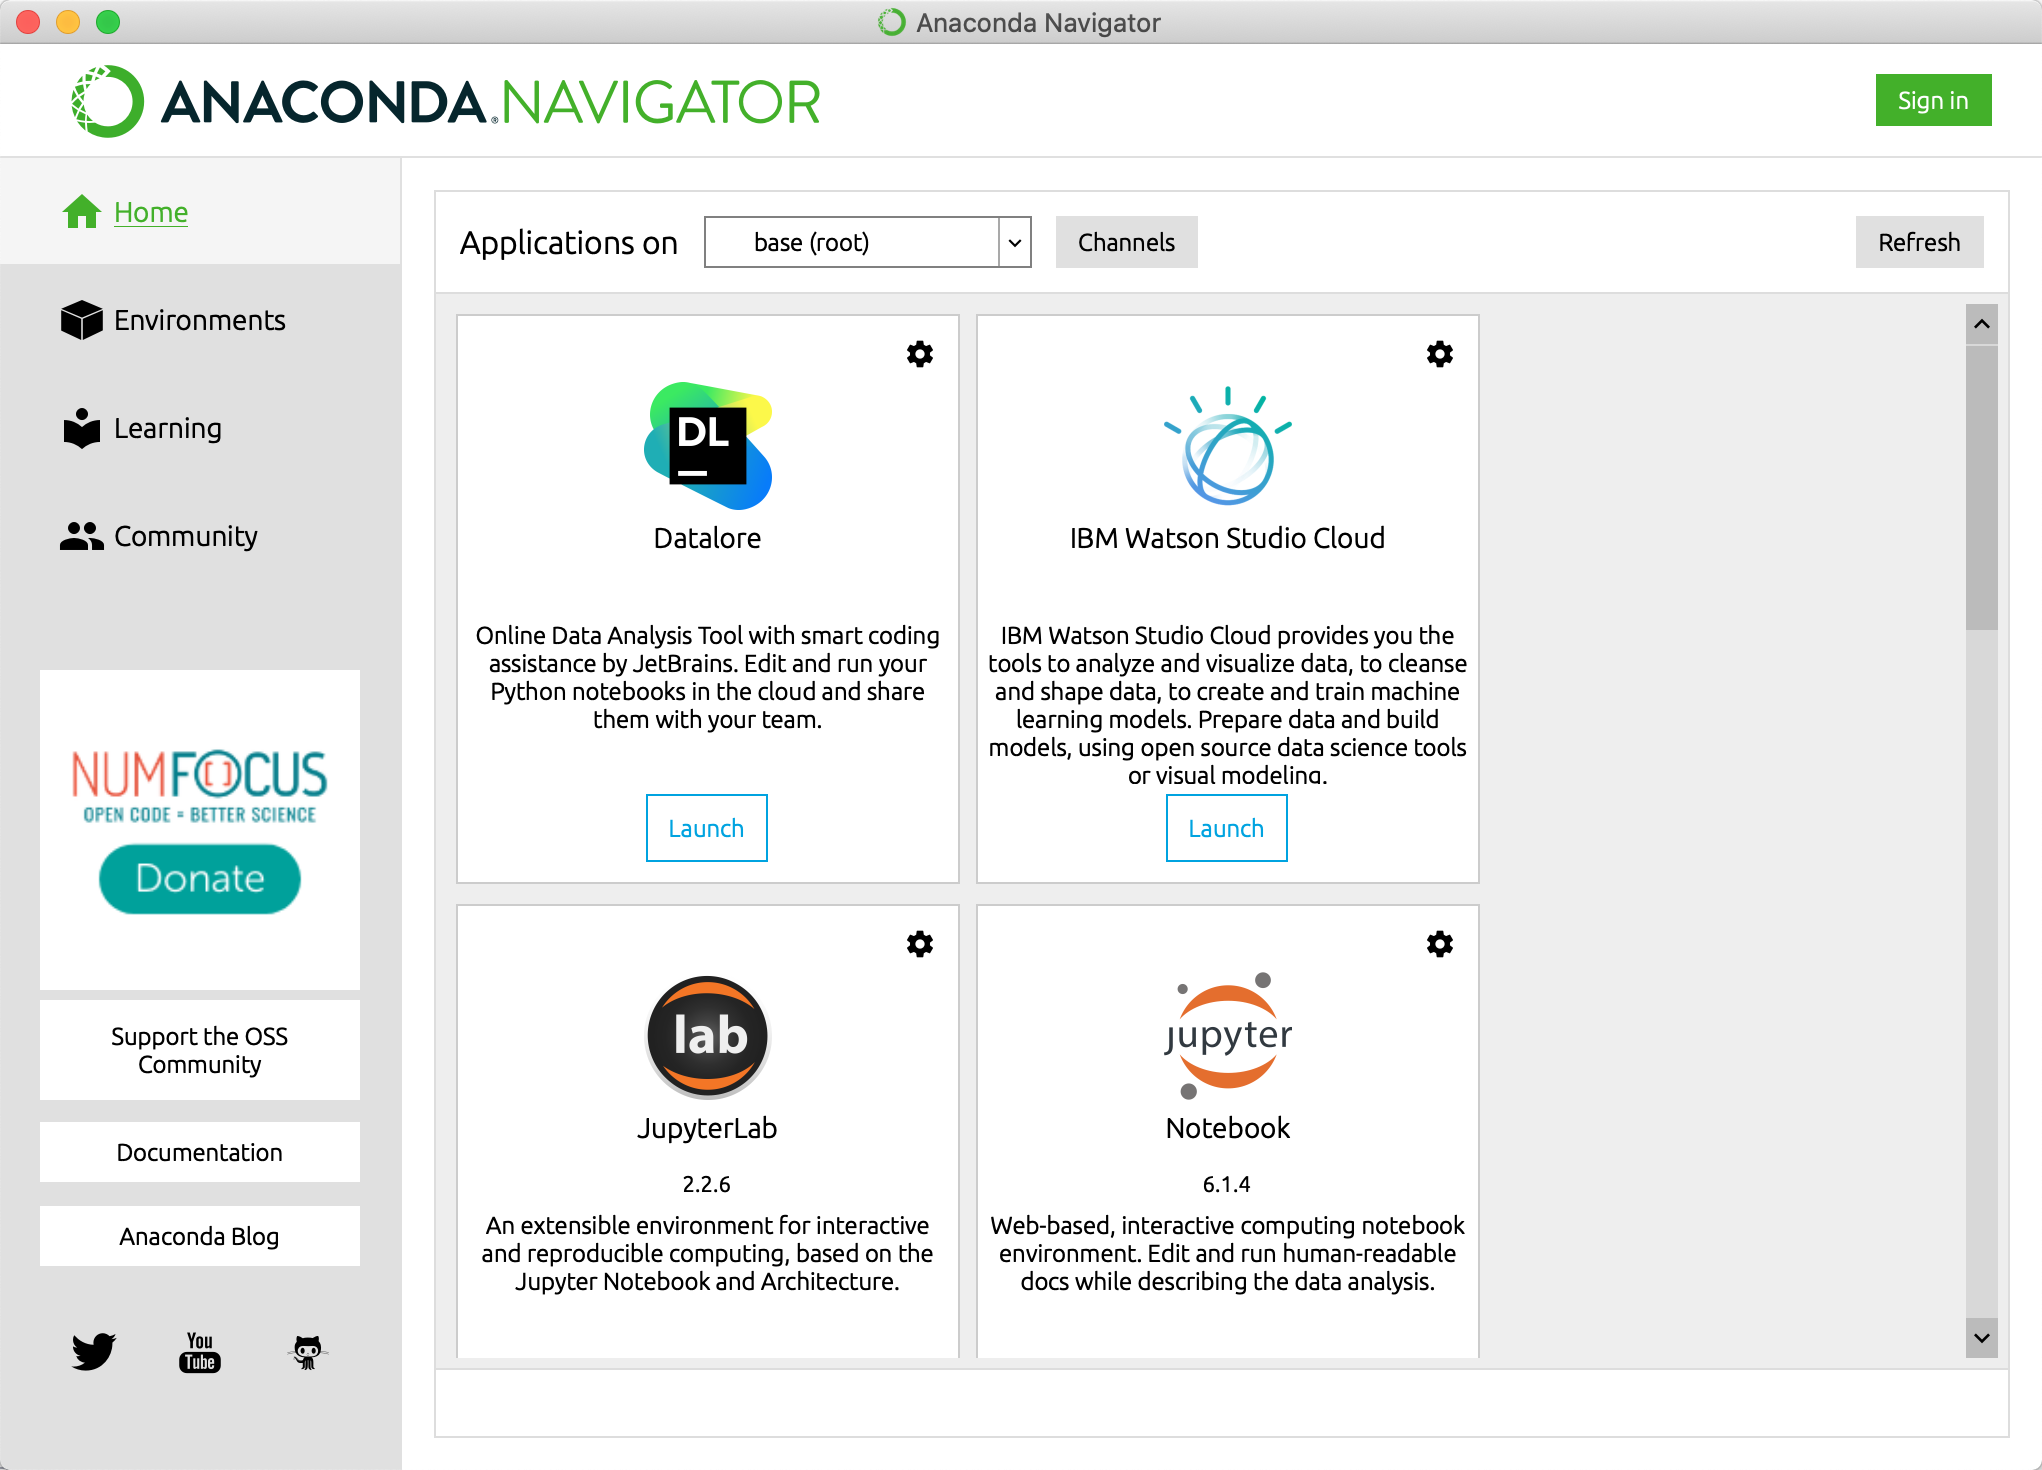 Anaconda Navigator
ANACONDA.NAVIGATOR
Sign in
Home
Environments
Learning
Community
NUMFOCUS
OPEN CODE = BETTER SCIENCE
Donate
Support the OSS
Community
Documentation
Anaconda Blog
You
Tube
Applications on
base (root)
Channels
Refresh
DL
Datalore
Online Data Analysis Tool with smart coding
assistance by JetBrains. Edit and run your
Python notebooks in the cloud and share
them with your team.
Launch
IBM Watson Studio Cloud
IBM Watson Studio Cloud provides you the
tools to analyze and visualize data, to cleanse
and shape data, to create and train machine
learning models. Prepare data and build
models, using open source data science tools
or visual modeling.
Launch
lab
JupyterLab
2.2.6
An extensible environment for interactive
and reproducible computing, based on the
Jupyter Notebook and Architecture.
jupyter
Notebook
6.1.4
Web-based, interactive computing notebook
environment. Edit and run human-readable
docs while describing the data analysis.